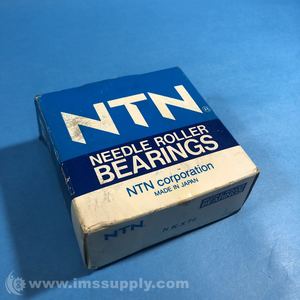 NTN®
NEEDLE ROLLER
BEARINGS
NTN corporation
MADE IN JAPAN
NTN
www.imssupply.com